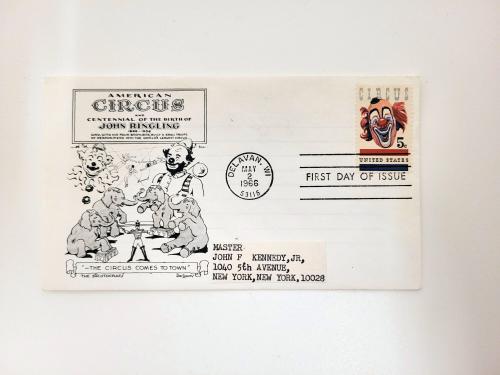 AMERICAN
CIRCUS
AND
CENTENNIAL OF THE BIRTH OF
JOHN RINGLING
1866-1936
CIRCUS
5c
UNITED STATES
DELAVAN, WI
MAY
2
1966
53115
FIRST DAY OF ISSUE
"—THE CIRCUS COMES TO TOWN"
MASTER
JOHN F KENNEDY,JR,
1040 5th AVENUE,
NEW YORK,NEW YORK,10028